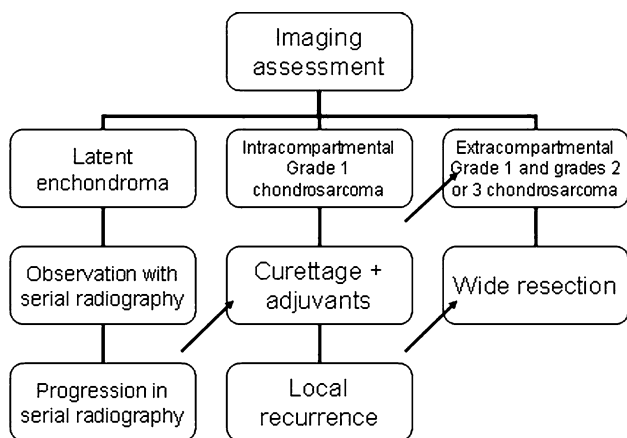 Imaging
assessment
Latent
enchondroma
Intracompartmental
Grade 1
chondrosarcoma
Extracompartmental
Grade 1 and grades 2
or 3 chondrosarcoma
Observation with
serial radiography
Curettage +
adjuvants
Wide resection
Progression in
serial radiography
Local
recurrence